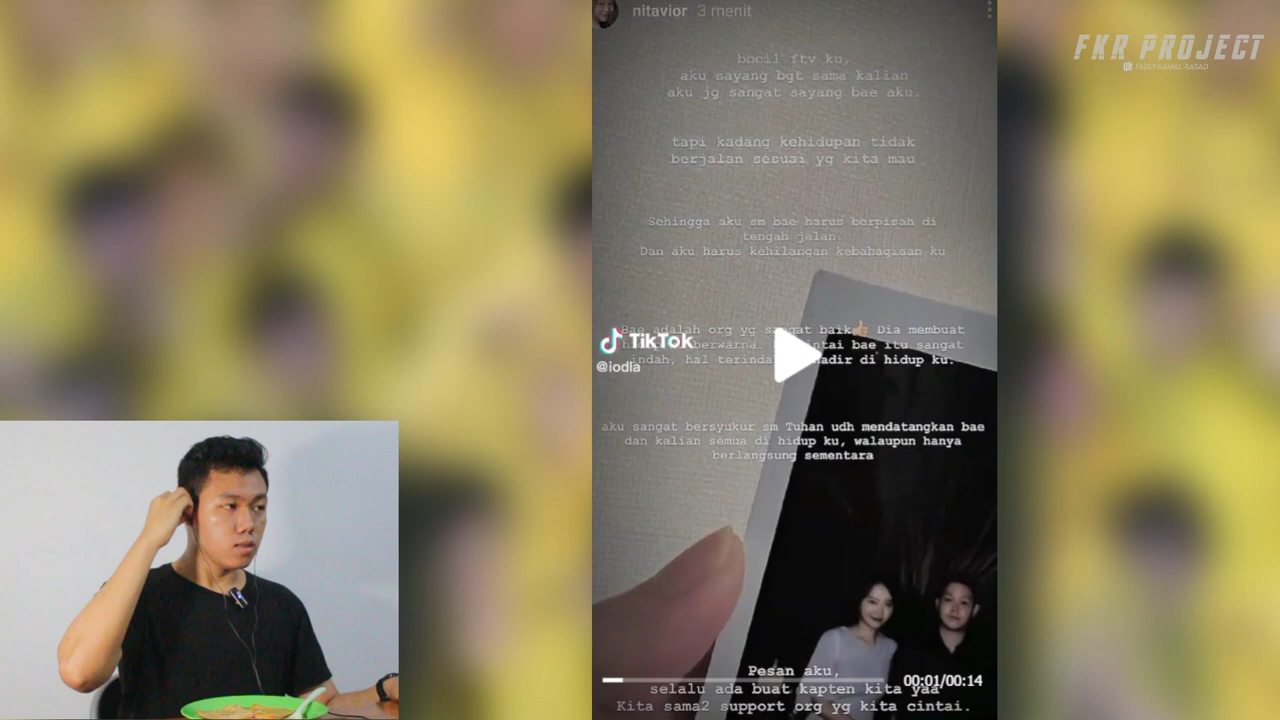 nitavior 3 menit
FKR PROJECT
FADLYKAMAL.RASAD
bocil ftv ku,
aku sayang bgt sama kalian
aku jg sangat sayang bae aku.
tapi kadang kehidupan tidak
berjalan sesuai yg kita mau
Sehingga aku sm bae harus berpisah di
tengah jalan.
Dan aku harus kehilangan kebahagiaan ku
Bae adalah org yg sangat baik👍 Dia membuat
berwarna. intai bae itu sangat
indah, hal terindah hadir di hidup ku.
TikTok
@iodla
aku sangat bersyukur sm Tuhan udh mendatangkan bae
dan kalian semua di hidup ku, walaupun hanya
berlangsung sementara
Pesan aku,
00:01/00:14
selalu ada buat kapten kita yaa
Kita sama2 support org yg kita cintai.